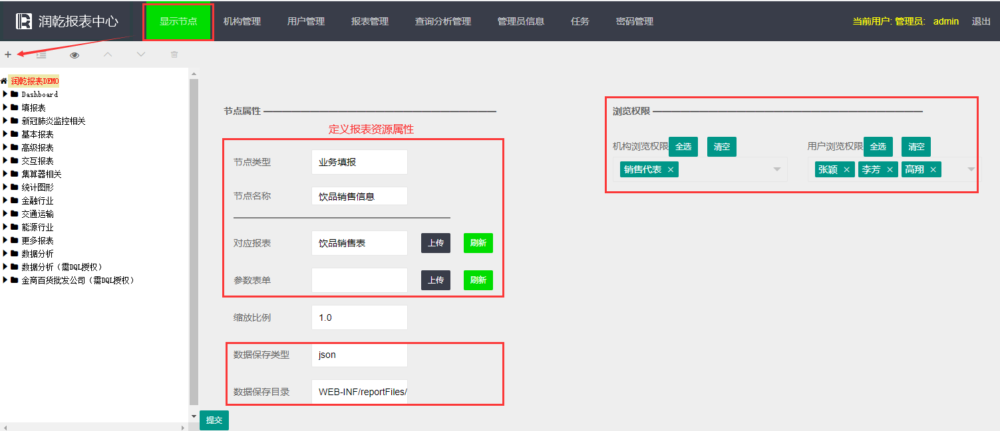 润乾报表中心 显示节点 机构管理 用户管理 报表管理 查询分析管理 管理员信息 任务 密码管理 当前用户: 管理员: admin 退出
润乾报表DEMO
Dashboard
填报表
新冠肺炎监控相关
基本报表
高级报表
交互报表
集算器相关
统计图形
金融行业
交通运输
能源行业
更多报表
数据分析
数据分析（需DQL授权）
金商百货批发公司（需DQL授权）
节点属性
定义报表资源属性
节点类型 业务填报
节点名称 饮品销售信息
对应报表 饮品销售表 上传 刷新
参数表单 上传 刷新
缩放比例 1.0
数据保存类型 json
数据保存目录 WEB-INF/reportFiles/
提交
浏览权限
机构浏览权限 全选 清空 用户浏览权限 全选 清空
销售代表 × 张颖 × 李芳 × 高翔 ×